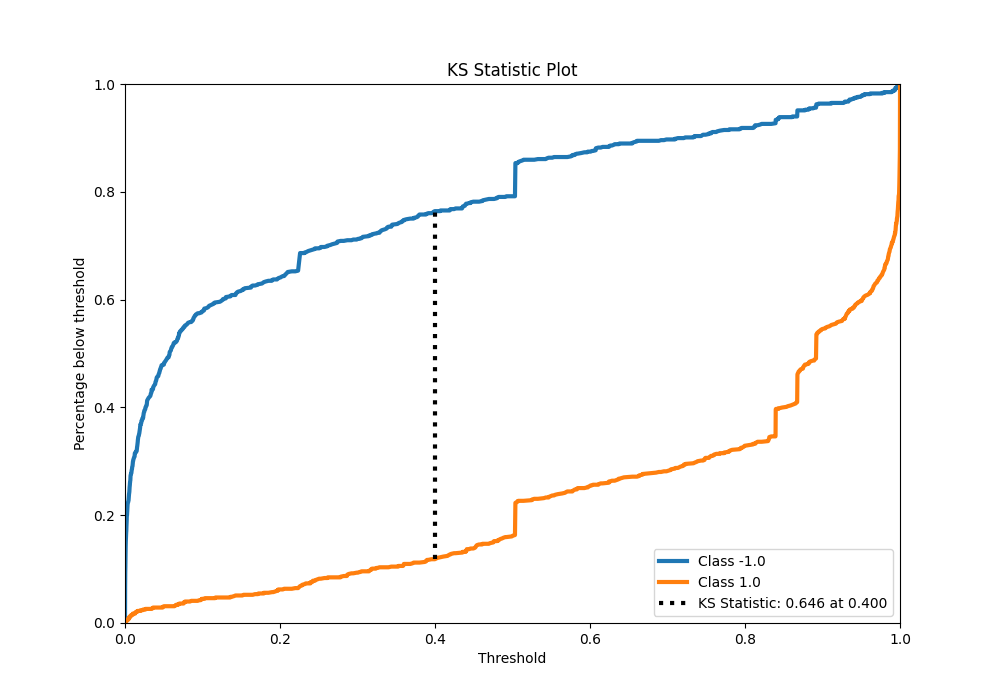 KS Statistic Plot
Percentage below threshold
1.0
0.8
0.6
0.4
0.2
0.0
0.0 0.2 0.4 0.6 0.8 1.0
Threshold
Class -1.0
Class 1.0
KS Statistic: 0.646 at 0.400